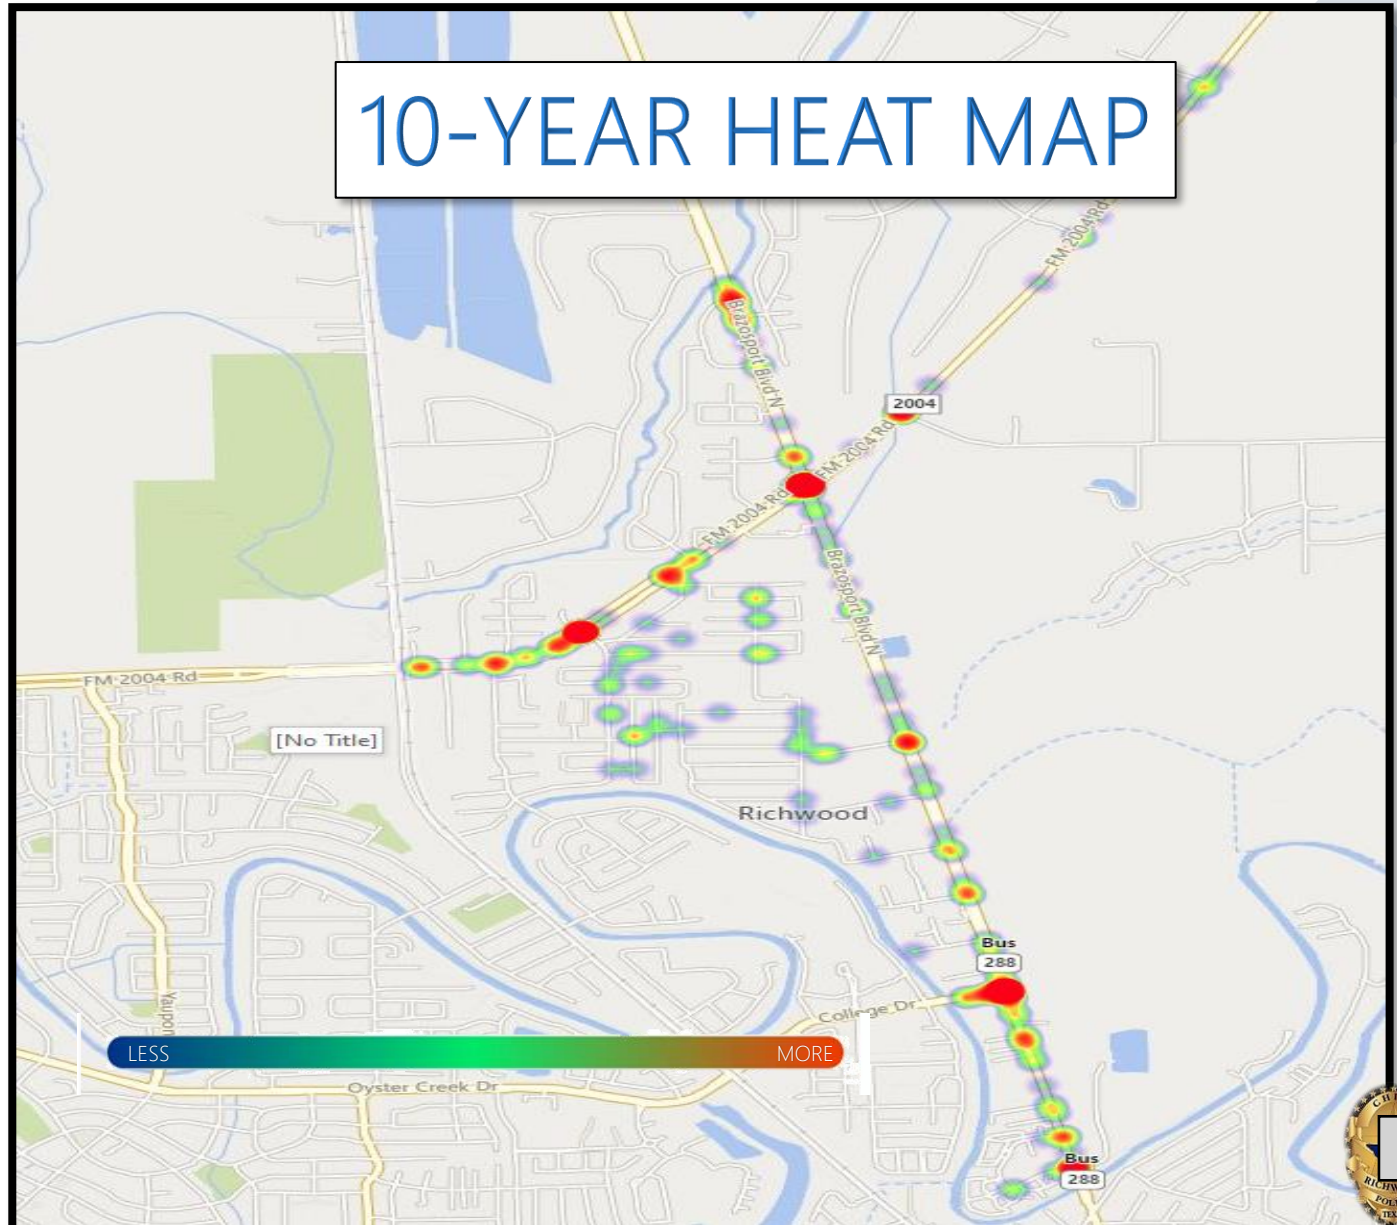 10-YEAR HEAT MAP
FM 2004 Rd
Brazosport Blvd N
2004
FM 2004 Rd
FM 2004 Rd
Brazosport Blvd N
FM 2004 Rd
[No Title]
Richwood
Bus
288
College Dr
Yaupon
LESS
MORE
Oyster Creek Dr
Bus
288